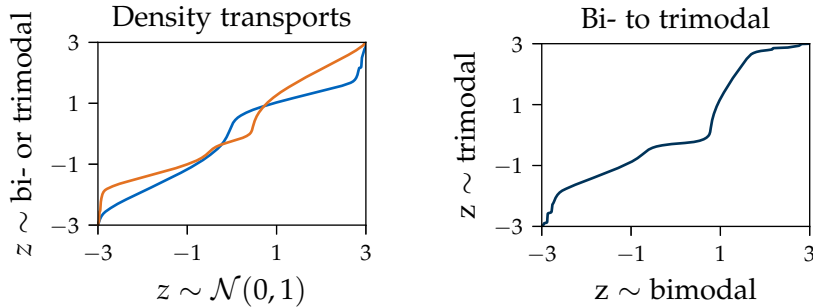 Density transports
3
1
−1
−3
z ∼ bi- or trimodal
−3
−1
1
3
z ∼ N(0, 1)
Bi- to trimodal
3
1
−1
−3
z ∼ trimodal
−3
−1
1
3
z ∼ bimodal